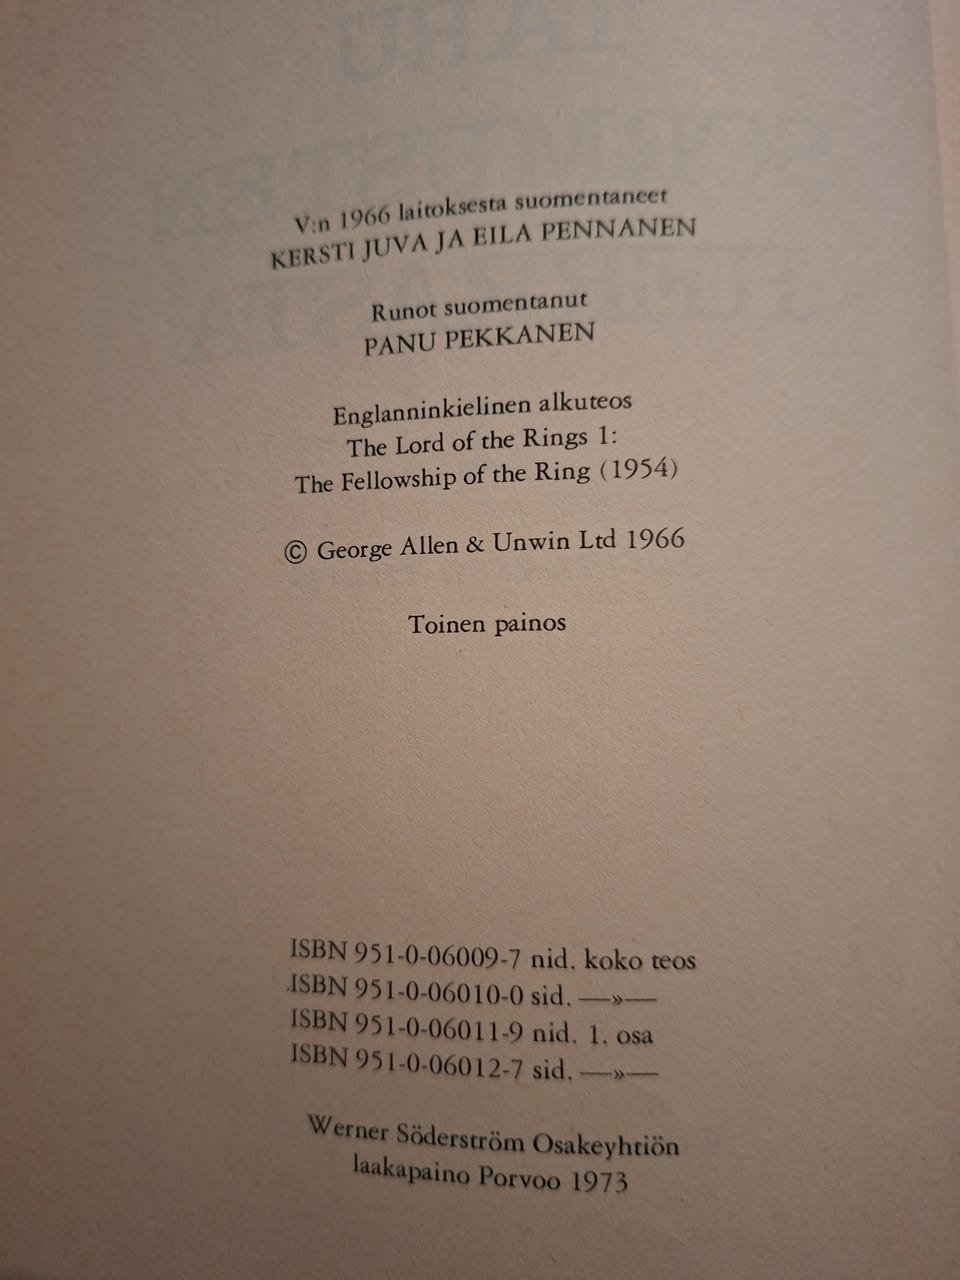 V:n 1966 laitoksesta suomentaneet
KERSTI JUVA JA EILA PENNANEN
Runot suomentanut
PANU PEKKANEN
Englanninkielinen alkuteos
The Lord of the Rings 1:
The Fellowship of the Ring (1954)
© George Allen & Unwin Ltd 1966
Toinen painos
ISBN 951-0-06009-7 nid. koko teos
ISBN 951-0-06010-0 sid. —»—
ISBN 951-0-06011-9 nid. 1. osa
ISBN 951-0-06012-7 sid. —»—
Werner Söderström Osakeyhtiön
laakapaino Porvoo 1973